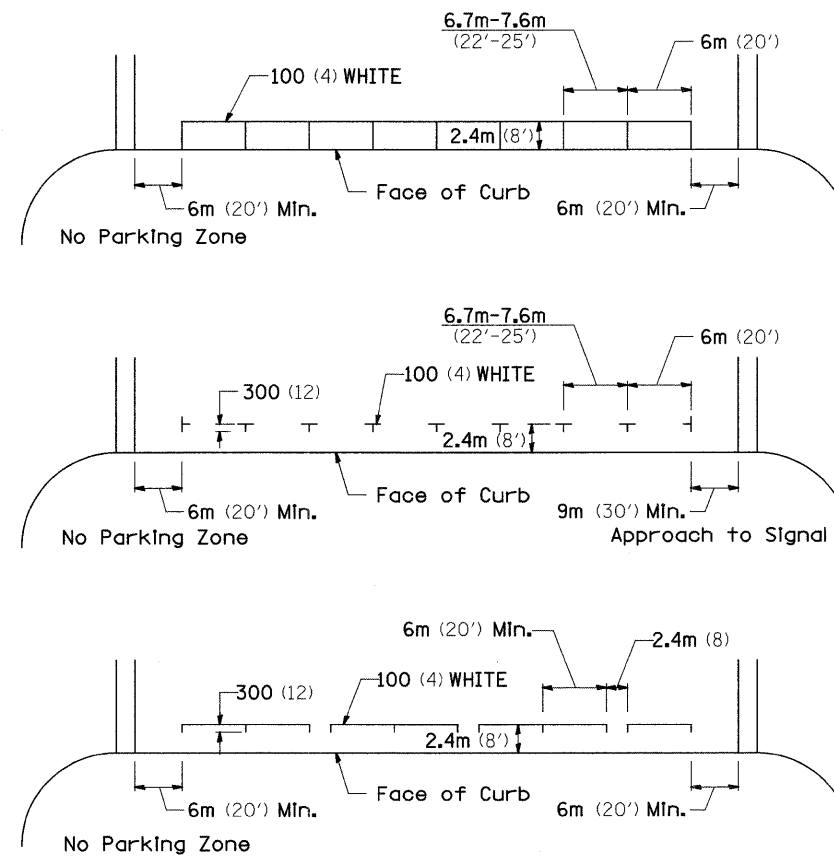 6.7m-7.6m
(22'-25')
6m (20')
100 (4) WHITE
2.4m (8')
Face of Curb
6m (20') Min.
6m (20') Min.
No Parking Zone
6.7m-7.6m
(22'-25')
6m (20')
300 (12)
100 (4) WHITE
2.4m (8')
Face of Curb
6m (20') Min.
9m (30') Min.
No Parking Zone
Approach to Signal
6m (20') Min.
2.4m (8)
300 (12)
100 (4) WHITE
2.4m (8')
Face of Curb
6m (20') Min.
6m (20') Min.
No Parking Zone